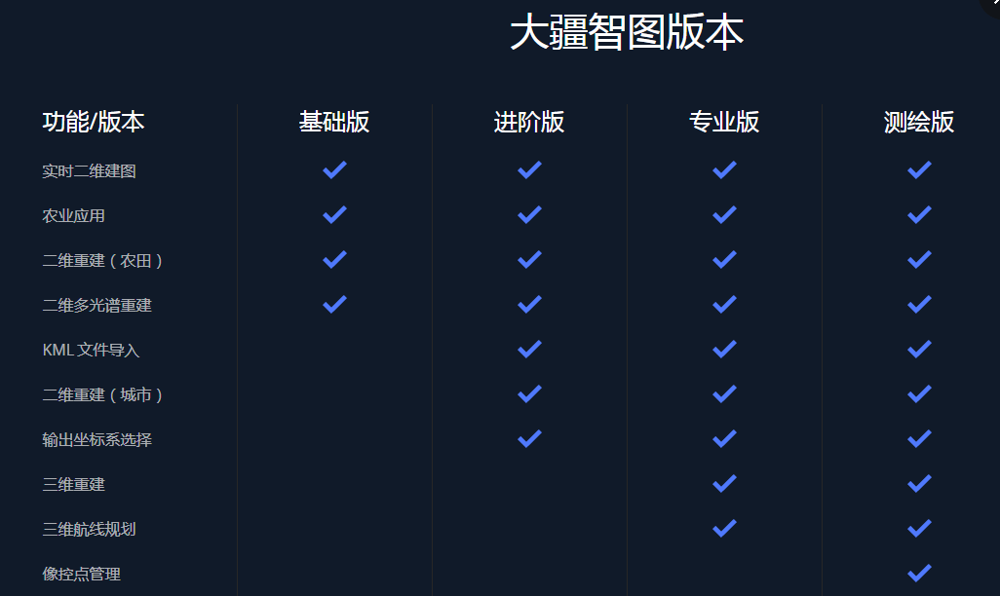 大疆智图版本
功能/版本 基础版 进阶版 专业版 测绘版
实时二维建图
农业应用
二维重建（农田）
二维多光谱重建
KML 文件导入
二维重建（城市）
输出坐标系选择
三维重建
三维航线规划
像控点管理